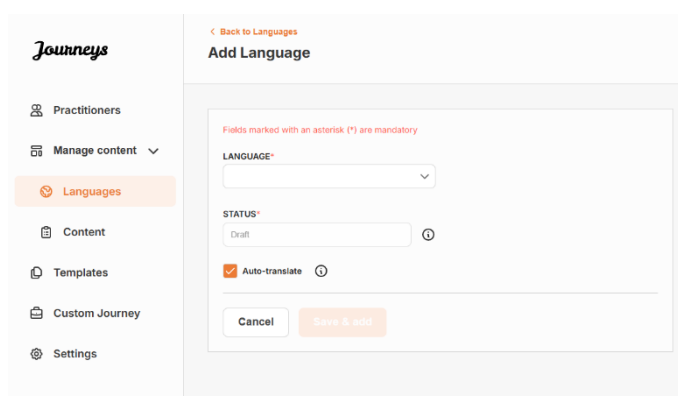 Journeys
Practitioners
Manage content
Languages
Content
Templates
Custom Journey
Settings
Back to Languages
Add Language
Fields marked with an asterisk (*) are mandatory
LANGUAGE*
STATUS*
Draft
Auto-translate
Cancel
Save & add